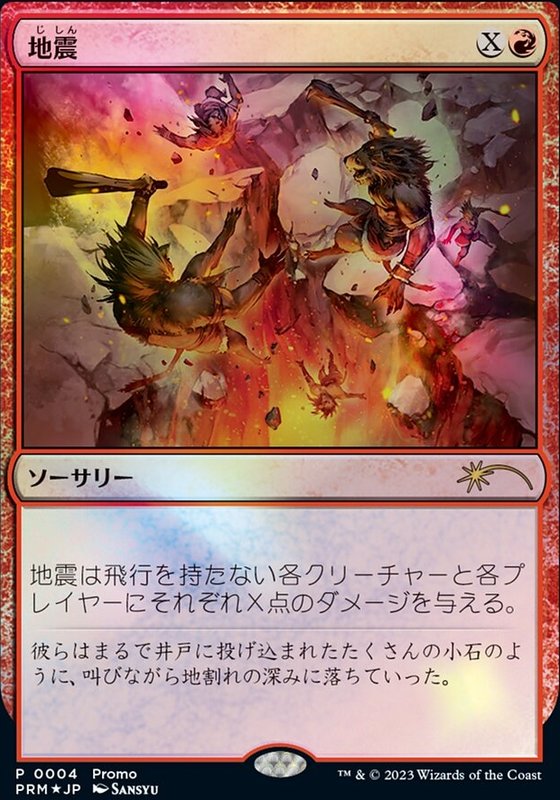 じしん
地震 X
ソーサリー
地震は飛行を持たない各クリーチャーと各プ
レイヤーにそれぞれX点のダメージを与える。
彼らはまるで井戸に投げ込まれたたくさんの小石のよ
うに、叫びながら地割れの深みに落ちていった。
P 0004 Promo
PRM★JP SANSYU ™ & © 2023 Wizards of the Coast